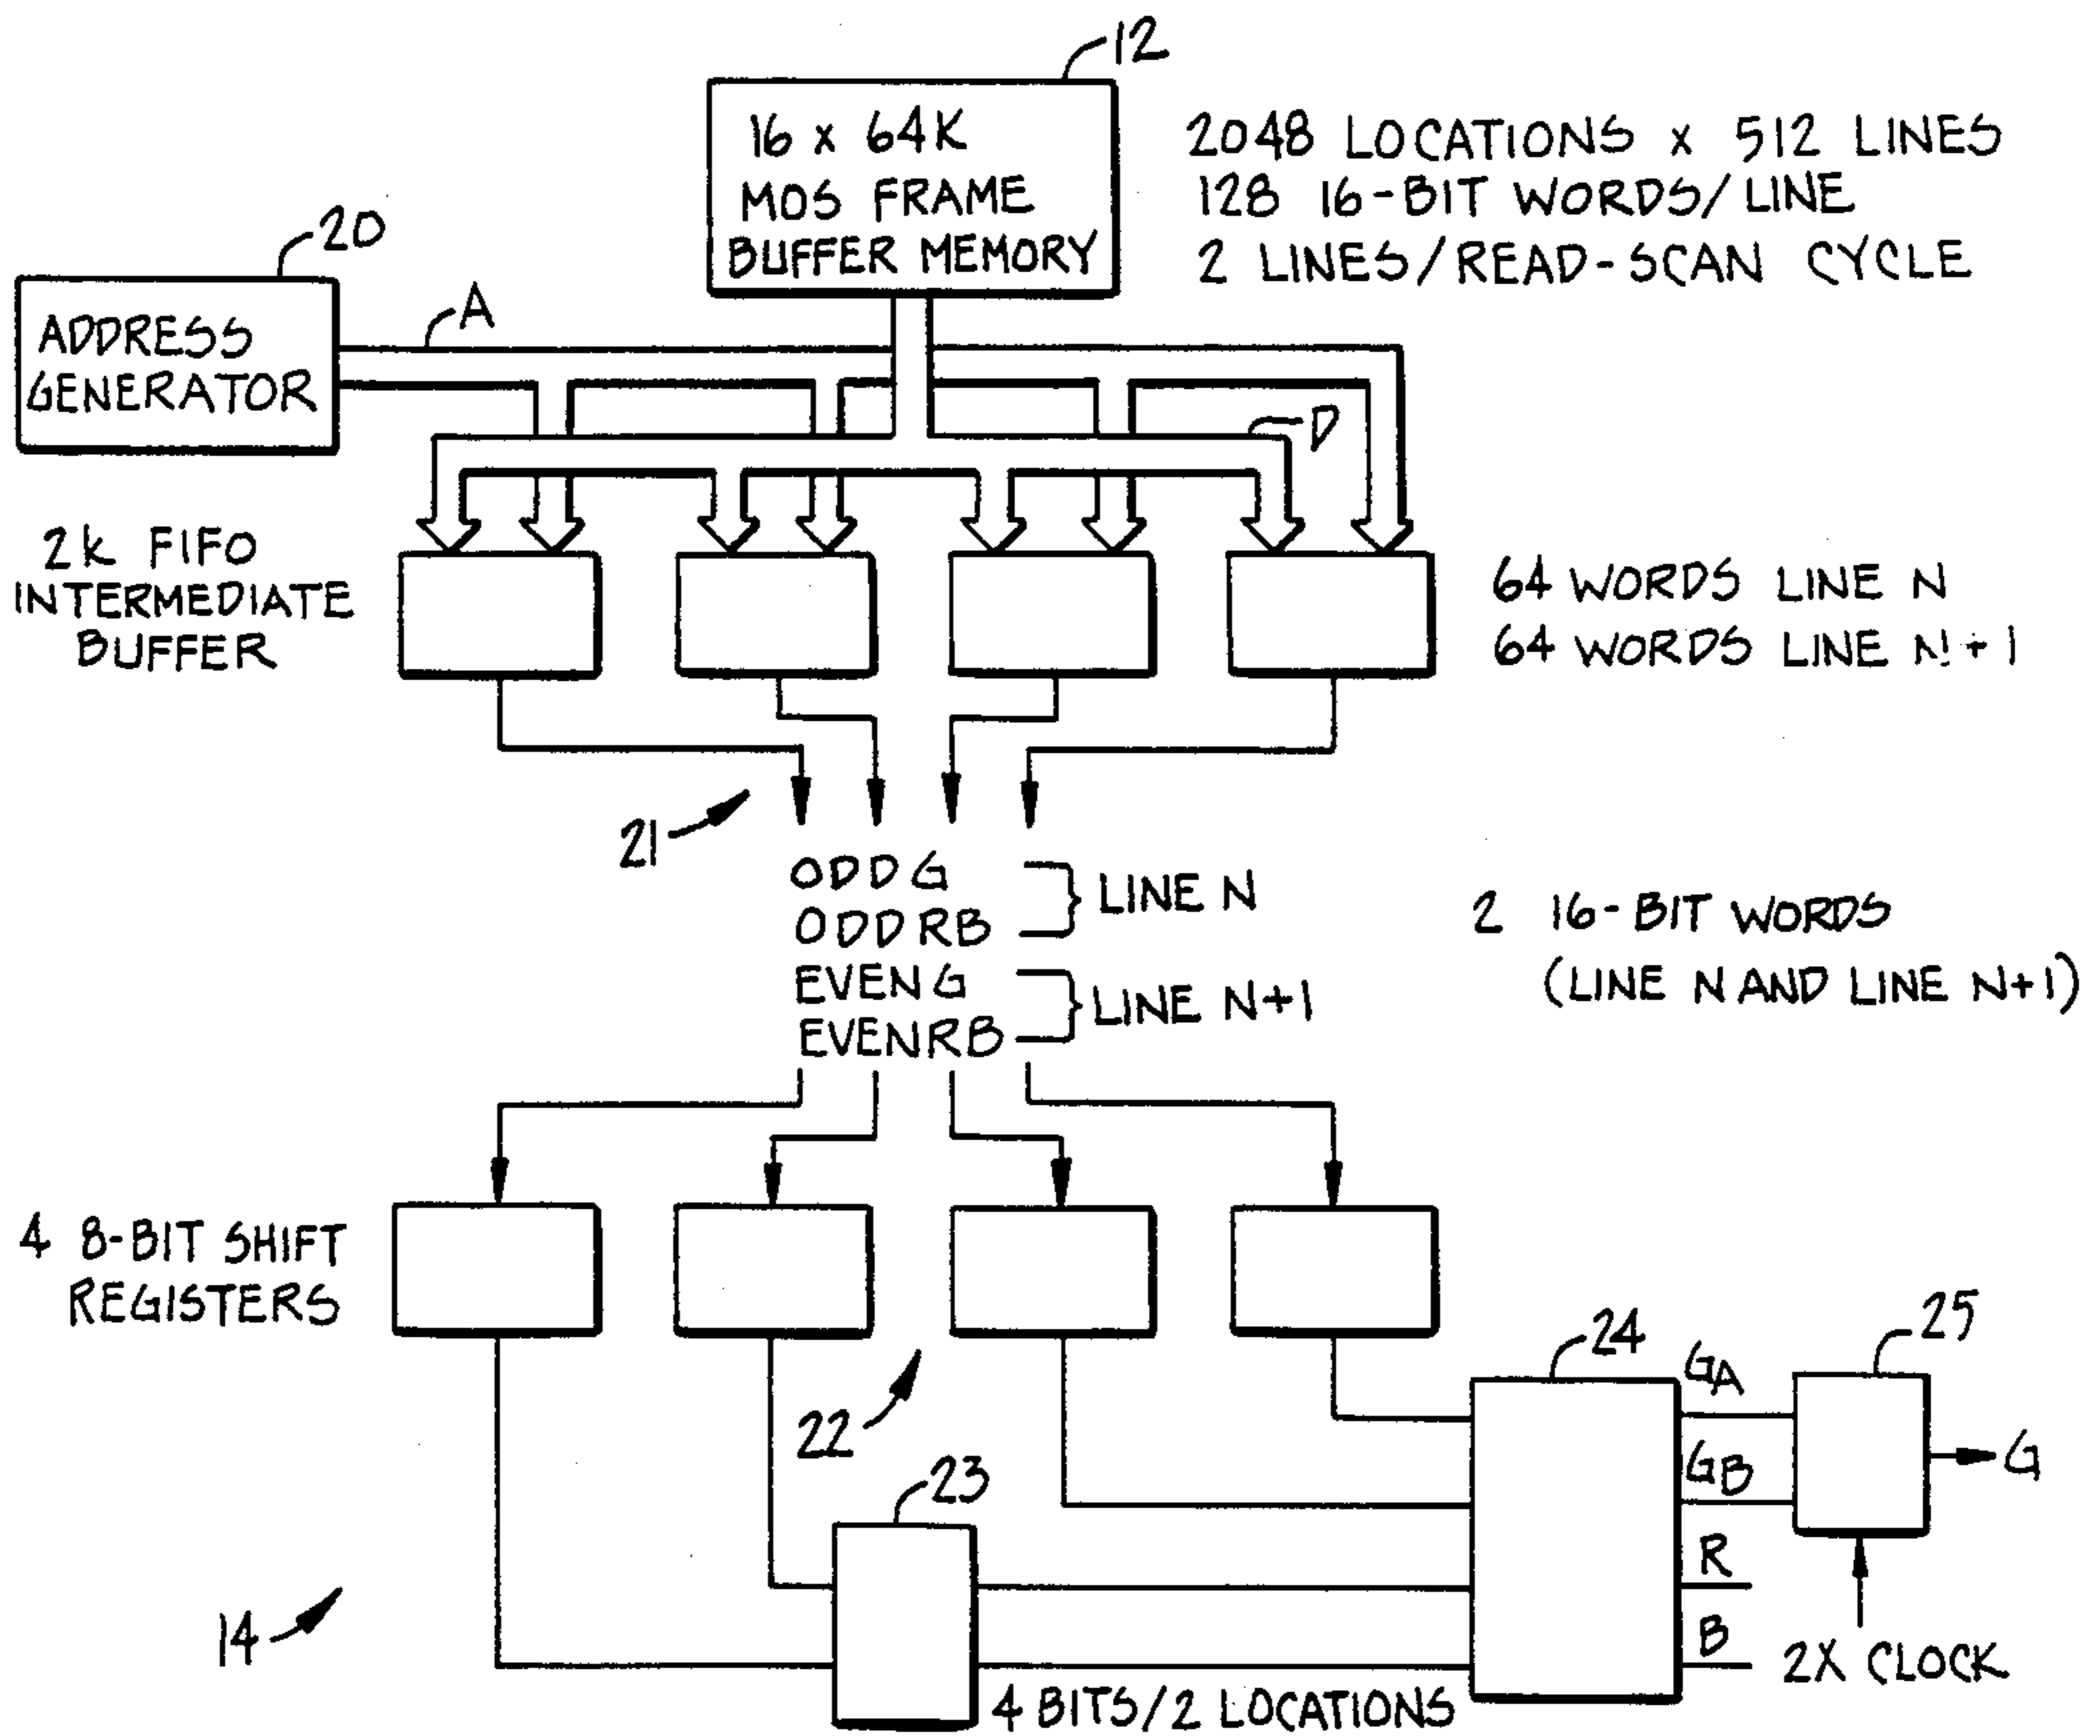 12
16 x 64K
MOS FRAME
BUFFER MEMORY
2048 LOCATIONS x 512 LINES
128 16-BIT WORDS/LINE
2 LINES/READ-SCAN CYCLE
20
ADDRESS
GENERATOR
A
D
2K FIFO
INTERMEDIATE
BUFFER
64 WORDS LINE N
64 WORDS LINE N+1
21
ODDG
ODDRB
LINE N
EVENG
EVENRB
LINE N+1
2 16-BIT WORDS
(LINE N AND LINE N+1)
4 8-BIT SHIFT
REGISTERS
22
23
24
25
GA
GB
G
R
B
2X CLOCK
14
4 BITS/2 LOCATIONS